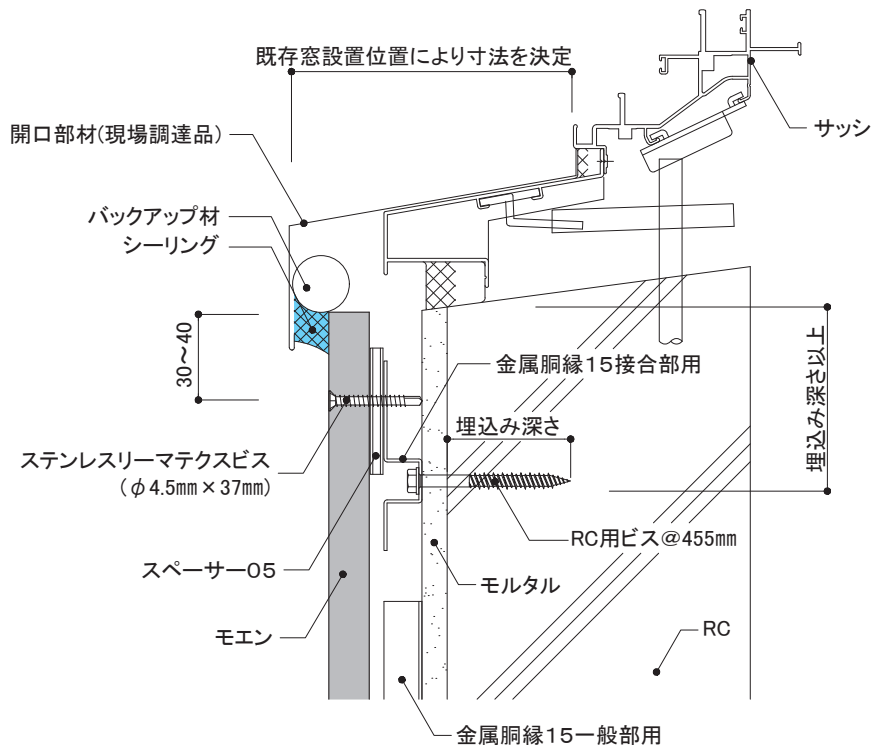 既存窓設置位置により寸法を決定
開口部材(現場調達品)
サッシ
バックアップ材
シーリング
30～40
金属胴縁15接合部用
埋込み深さ
埋込み深さ以上
ステンレスリーマテクスビス
(φ4.5mm×37mm)
RC用ビス@455mm
スペーサー05
モルタル
モエン
RC
金属胴縁15一般部用